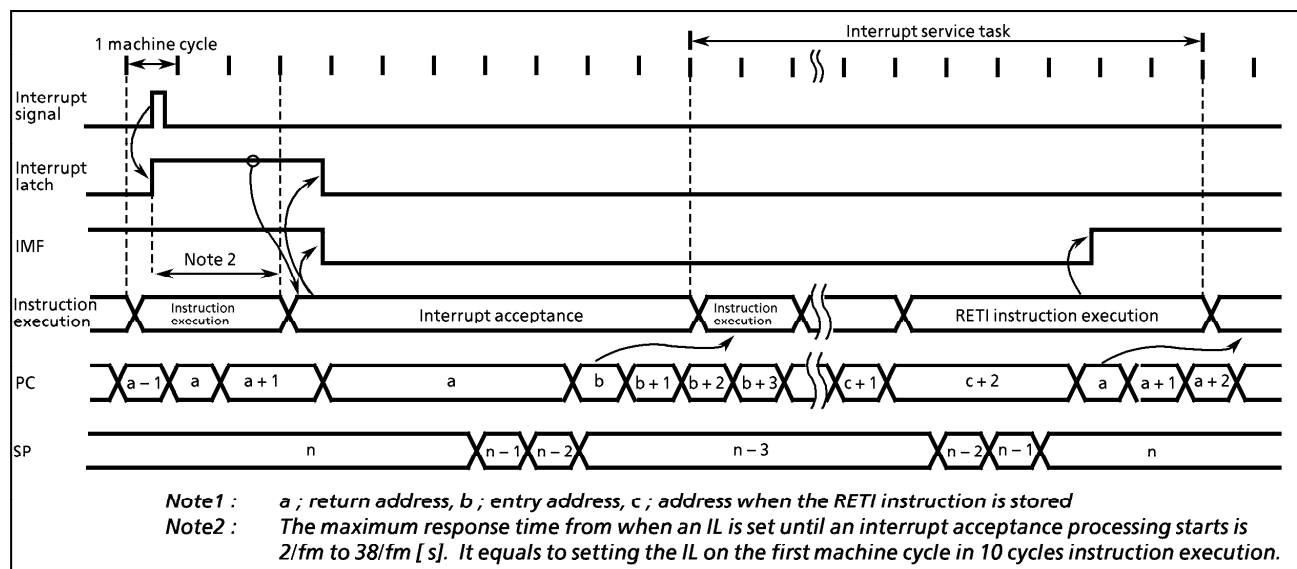 Interrupt service task
1 machine cycle
Interrupt
signal
Interrupt
latch
IMF
Note 2
Instruction
execution
Instruction
execution
Interrupt acceptance
Instruction
execution
RETI instruction execution
PC
a – 1
a
a + 1
a
b
b + 1
b + 2
b + 3
c + 1
c + 2
a
a + 1
a + 2
SP
n
n – 1
n – 2
n – 3
n – 2
n – 1
n
Note1 : a ; return address, b ; entry address, c ; address when the RETI instruction is stored
Note2 : The maximum response time from when an IL is set until an interrupt acceptance processing starts is
2/fm to 38/fm [ s]. It equals to setting the IL on the first machine cycle in 10 cycles instruction execution.